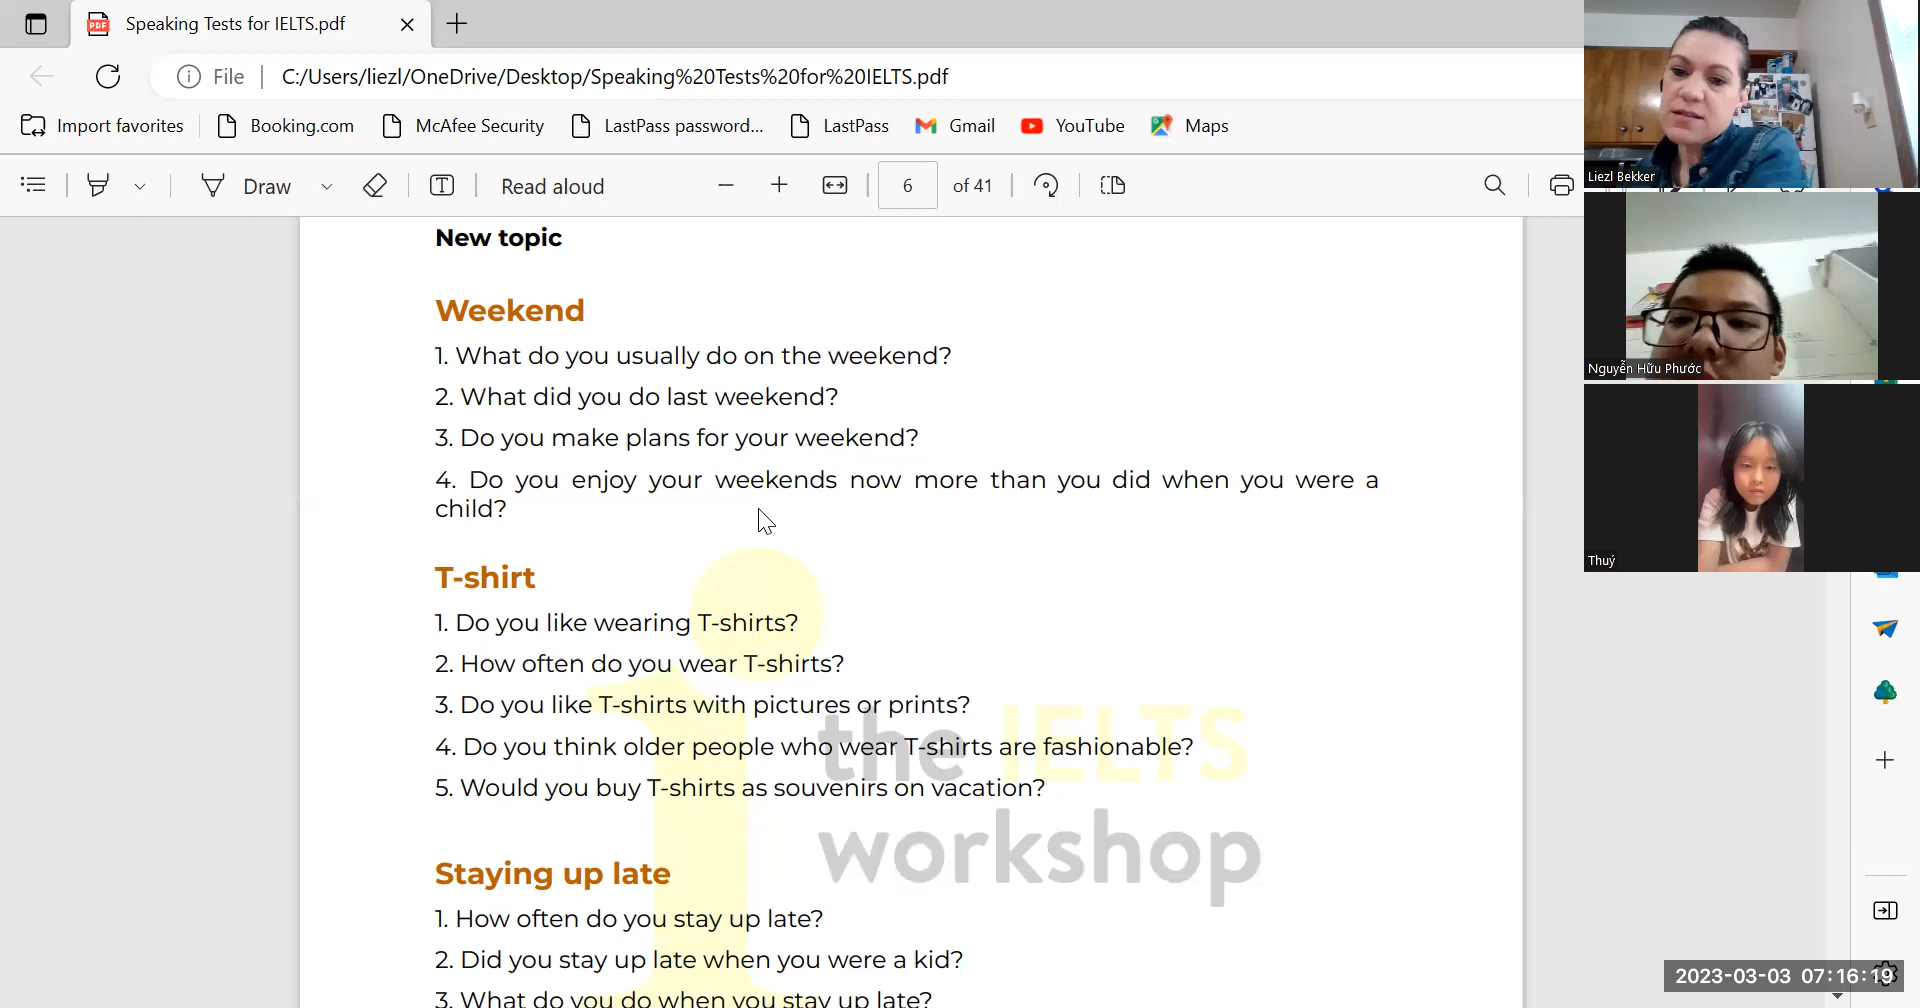 Speaking Tests for IELTS.pdf
File
C:/Users/liezl/OneDrive/Desktop/Speaking%20Tests%20for%20IELTS.pdf
Import favorites
Booking.com
McAfee Security
LastPass password...
LastPass
Gmail
YouTube
Maps
Draw
Read aloud
6
of 41
New topic
Weekend
1. What do you usually do on the weekend?
2. What did you do last weekend?
3. Do you make plans for your weekend?
4. Do you enjoy your weekends now more than you did when you were a
child?
T-shirt
1. Do you like wearing T-shirts?
2. How often do you wear T-shirts?
3. Do you like T-shirts with pictures or prints?
4. Do you think older people who wear T-shirts are fashionable?
5. Would you buy T-shirts as souvenirs on vacation?
the IELTS
workshop
Staying up late
1. How often do you stay up late?
2. Did you stay up late when you were a kid?
3. What do you do when you stay up late?
Liezl Bekker
Nguyễn Hữu Phước
Thuý
2023-03-03 07:16:19